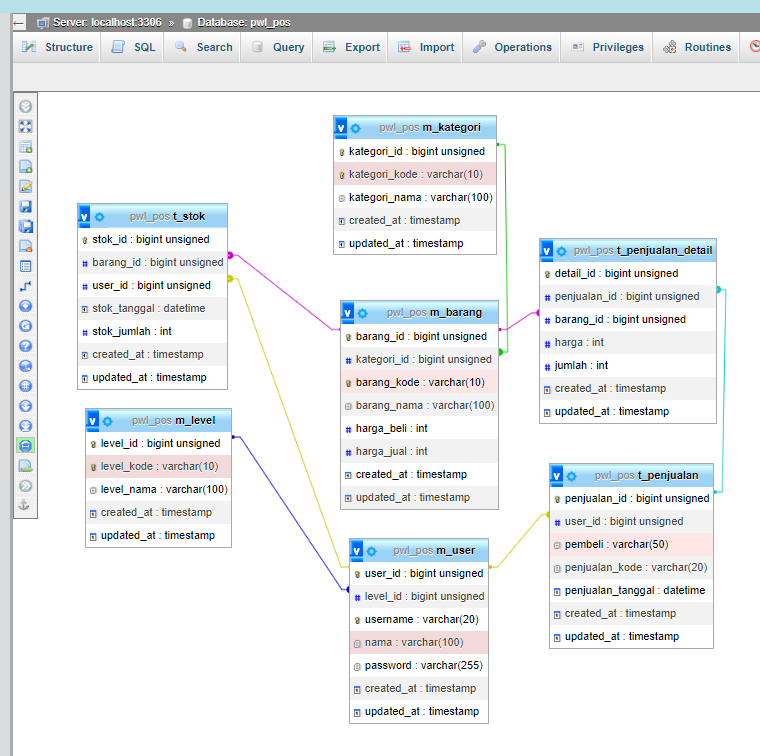 Server: localhost:3306 » Database: pwl_pos
Structure SQL Search Query Export Import Operations Privileges Routines
v pwl_pos m_kategori
kategori_id : bigint unsigned
kategori_kode : varchar(10)
kategori_nama : varchar(100)
created_at : timestamp
updated_at : timestamp
v pwl_pos t_stok
stok_id : bigint unsigned
barang_id : bigint unsigned
user_id : bigint unsigned
stok_tanggal : datetime
stok_jumlah : int
created_at : timestamp
updated_at : timestamp
v pwl_pos t_penjualan_detail
detail_id : bigint unsigned
penjualan_id : bigint unsigned
barang_id : bigint unsigned
harga : int
jumlah : int
created_at : timestamp
updated_at : timestamp
v pwl_pos m_barang
barang_id : bigint unsigned
kategori_id : bigint unsigned
barang_kode : varchar(10)
barang_nama : varchar(100)
harga_beli : int
harga_jual : int
created_at : timestamp
updated_at : timestamp
v pwl_pos m_level
level_id : bigint unsigned
level_kode : varchar(10)
level_nama : varchar(100)
created_at : timestamp
updated_at : timestamp
v pwl_pos t_penjualan
penjualan_id : bigint unsigned
user_id : bigint unsigned
pembeli : varchar(50)
penjualan_kode : varchar(20)
penjualan_tanggal : datetime
created_at : timestamp
updated_at : timestamp
v pwl_pos m_user
user_id : bigint unsigned
level_id : bigint unsigned
username : varchar(20)
nama : varchar(100)
password : varchar(255)
created_at : timestamp
updated_at : timestamp